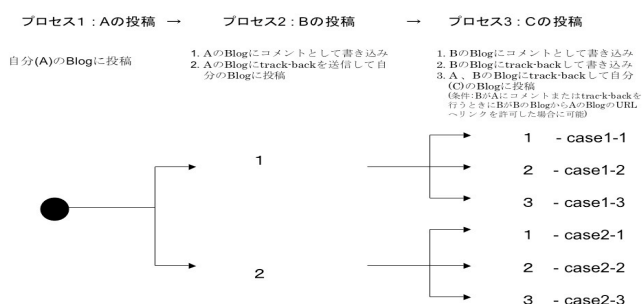 プロセス1：Aの投稿 → プロセス2：Bの投稿 → プロセス3：Cの投稿
自分(A)のBlogに投稿
1. AのBlogにコメントとして書き込み
2. AのBlogにtrack-backを送信して自
分のBlogに投稿
1. BのBlogにコメントとして書き込み
2. BのBlogにtrack-backして書き込み
3. A 、BのBlogにtrack-backして自分
(C)のBlogに投稿
(条件:BがAにコメントまたはtrack-backを
行うときにBがBのBlogからAのBlogのURL
へリンクを許可した場合に可能)
1
1 - case1-1
2 - case1-2
3 - case1-3
2
1 - case2-1
2 - case2-2
3 - case2-3